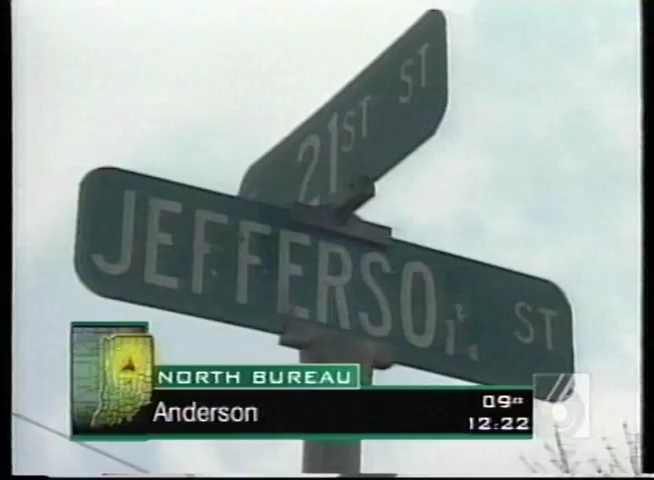 21ST ST
JEFFERSO ST
NORTH BUREAU
Anderson
09
12:22